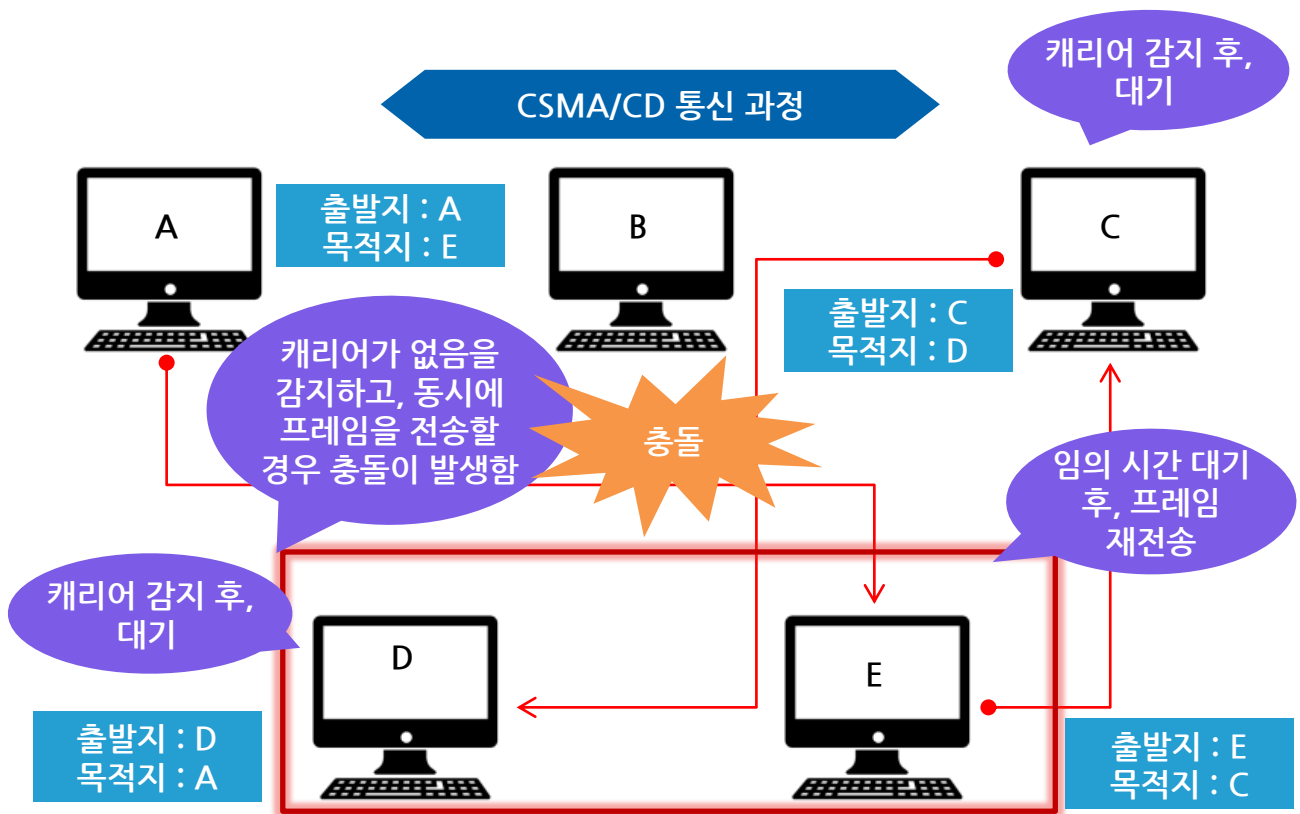 캐리어 감지 후,
대기
CSMA/CD 통신 과정
A
출발지 : A
목적지 : E
B
C
출발지 : C
목적지 : D
캐리어가 없음을
감지하고, 동시에
프레임을 전송할
경우 충돌이 발생함
충돌
임의 시간 대기
후, 프레임
재전송
캐리어 감지 후,
대기
D
E
출발지 : D
목적지 : A
출발지 : E
목적지 : C